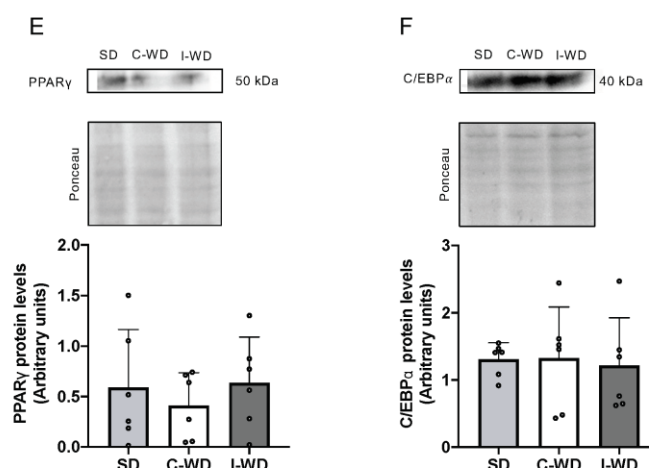 E
SD C-WD I-WD
PPARγ 50 kDa
Ponceau
PPARγ protein levels
(Arbitrary units)
2.0
1.5
1.0
0.5
0.0
SD C-WD I-WD
F
SD C-WD I-WD
C/EBPα 40 kDa
Ponceau
C/EBPα protein levels
(Arbitrary units)
3
2
1
0
SD C-WD I-WD